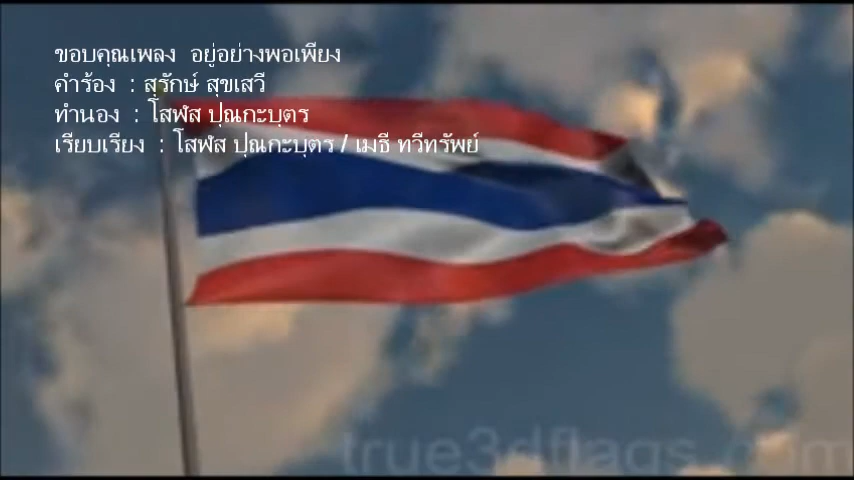 ขอบคุณเพลง อยู่อย่างพอเพียง
คำร้อง : สุรักษ์ สุขเสวี
ทำนอง : โสฬส ปุณกะบุตร
เรียบเรียง : โสฬส ปุณกะบุตร / เมธี ทวีทรัพย์
true3dflags.com